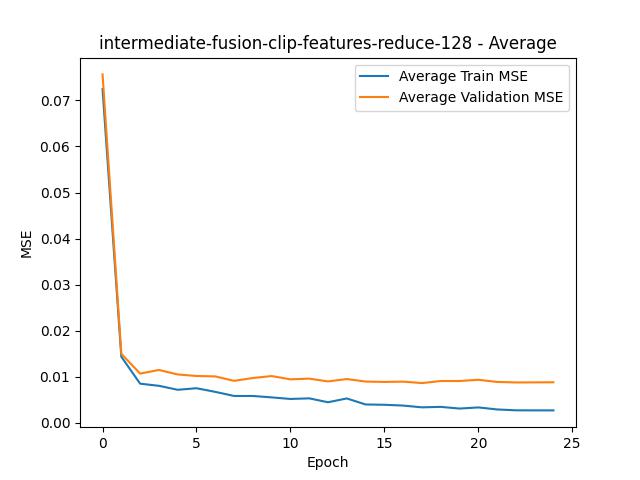 intermediate-fusion-clip-features-reduce-128 - Average
Average Train MSE
Average Validation MSE
0.07
0.06
0.05
0.04
0.03
0.02
0.01
0.00
MSE
0 5 10 15 20 25
Epoch